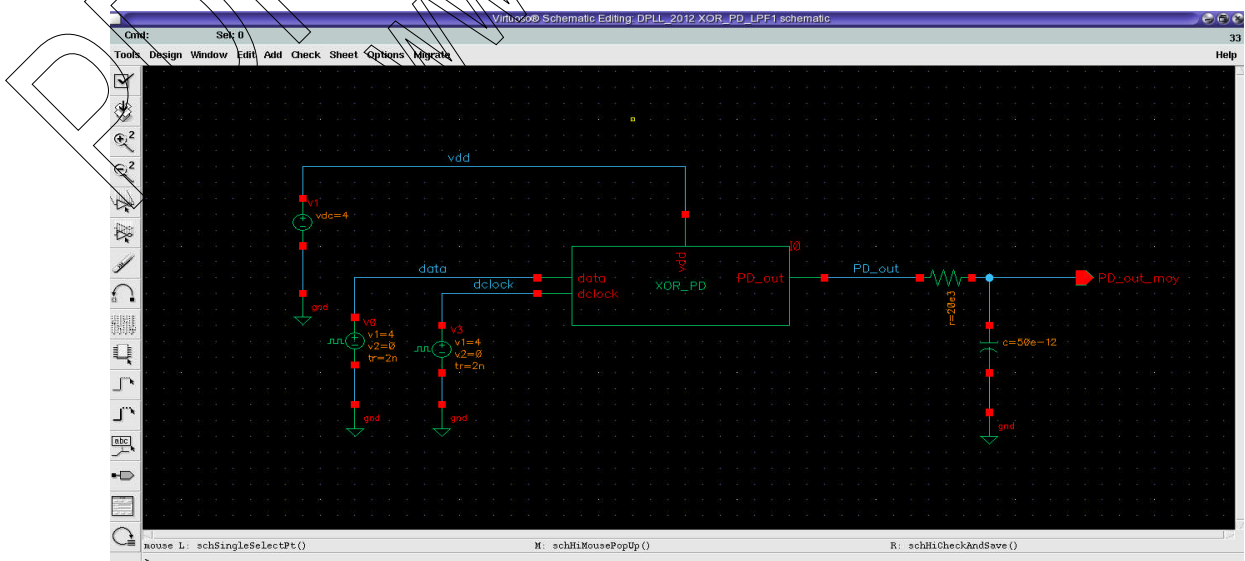 Virtuoso® Schematic Editing: DPLL_2012 XOR_PD_LPF1 schematic
Cmd: Sel: 0
33
Tools Design Window Edit Add Check Sheet Options Migrate Help
2
2
vdd
V1
vdc=4
gnd
data
dclock
V0
v1=4
v2=0
tr=2n
gnd
V3
v1=4
v2=0
tr=2n
gnd
I0
vdd
data
dclock
XOR_PD
PD_out
PD_out
r=20e3
PD_out_moy
c=50e-12
gnd
abc
mouse L: schSingleSelectPt() M: schHiMousePopUp() R: schHiCheckAndSave()
>